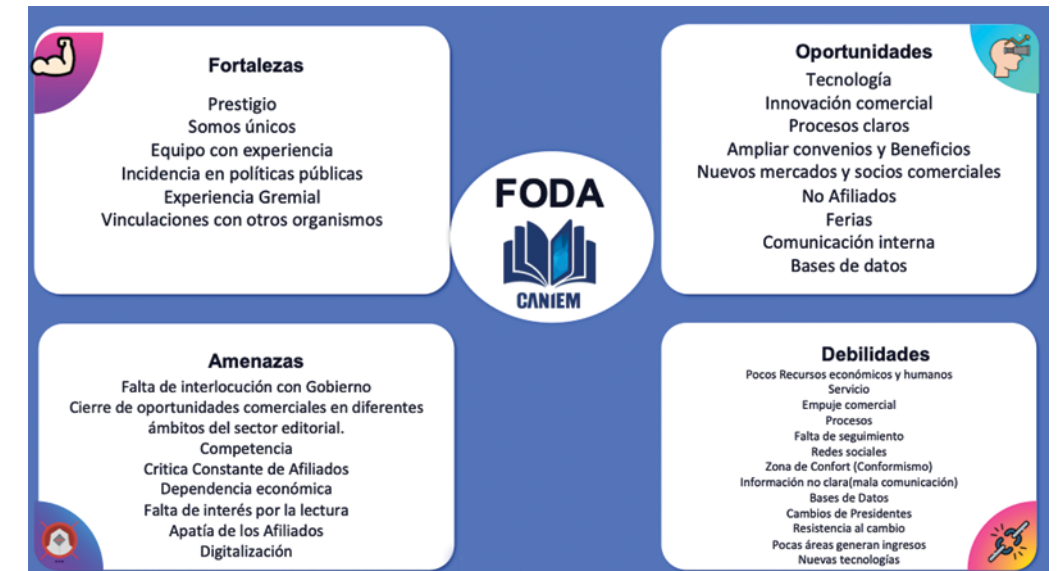 Fortalezas
Prestigio
Somos únicos
Equipo con experiencia
Incidencia en políticas públicas
Experiencia Gremial
Vinculaciones con otros organismos
Oportunidades
Tecnología
Innovación comercial
Procesos claros
Ampliar convenios y Beneficios
Nuevos mercados y socios comerciales
No Afiliados
Ferias
Comunicación interna
Bases de datos
FODA
CANIEM
Amenazas
Falta de interlocución con Gobierno
Cierre de oportunidades comerciales en diferentes
ámbitos del sector editorial.
Competencia
Critica Constante de Afiliados
Dependencia económica
Falta de interés por la lectura
Apatía de los Afiliados
Digitalización
Debilidades
Pocos Recursos económicos y humanos
Servicio
Empuje comercial
Procesos
Falta de seguimiento
Redes sociales
Zona de Confort (Conformismo)
Información no clara(mala comunicación)
Bases de Datos
Cambios de Presidentes
Resistencia al cambio
Pocas áreas generan ingresos
Nuevas tecnologías